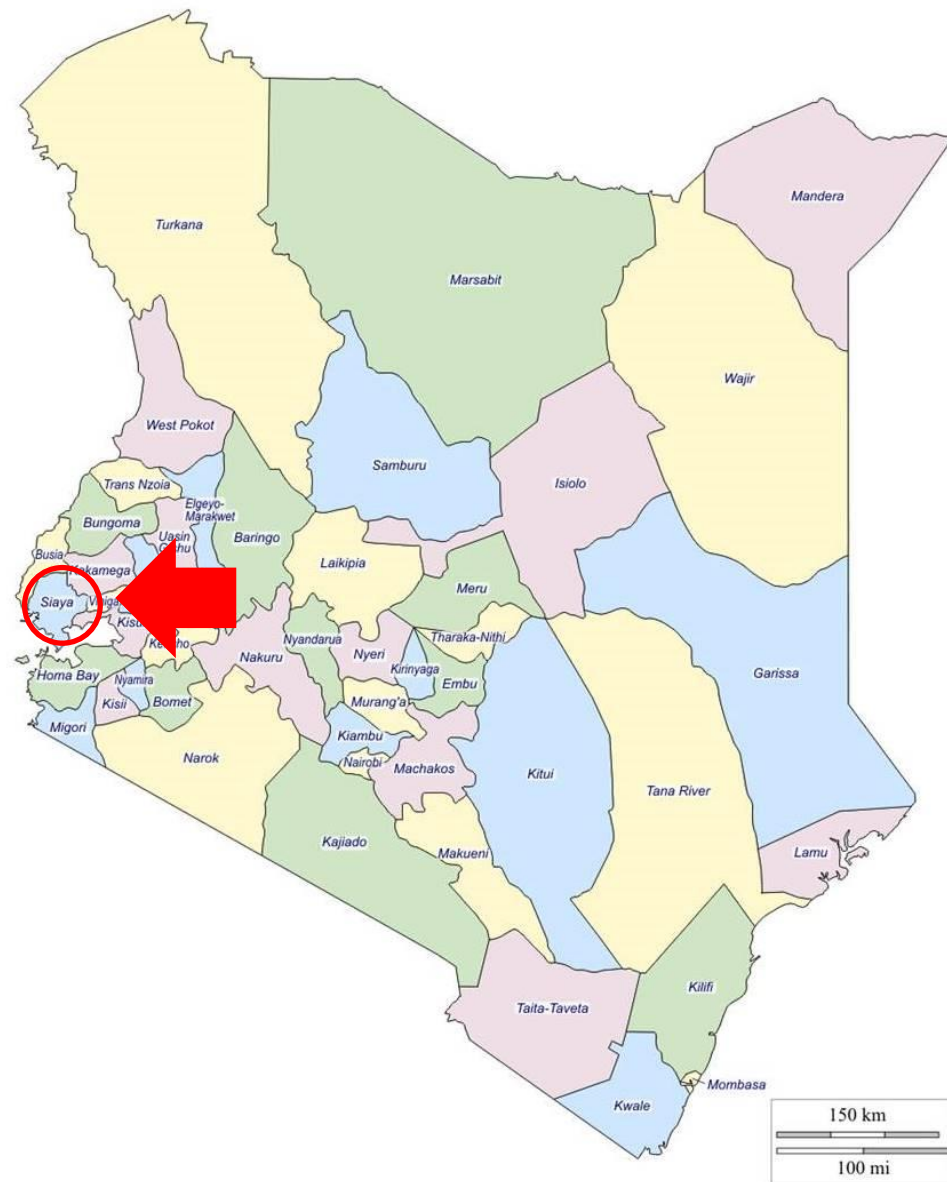 Turkana
Mandera
Marsabit
Wajir
West Pokot
Samburu
Isiolo
Trans Nzoia
Elgeyo-
Marakwet
Bungoma
Uasin
Baringo
Laikipia
Busia
Meru
Siaya
Tharaka-Nithi
Nyandarua
Nyeri
Nakuru
Kirinyaga
Embu
Garissa
Homa Bay
Nyamira
Kisii
Bomet
Murang'a
Migori
Kiambu
Narok
Nairobi
Machakos
Kitui
Tana River
Kajiado
Makueni
Lamu
Kilifi
Taita-Taveta
Mombasa
Kwale
150 km
100 mi